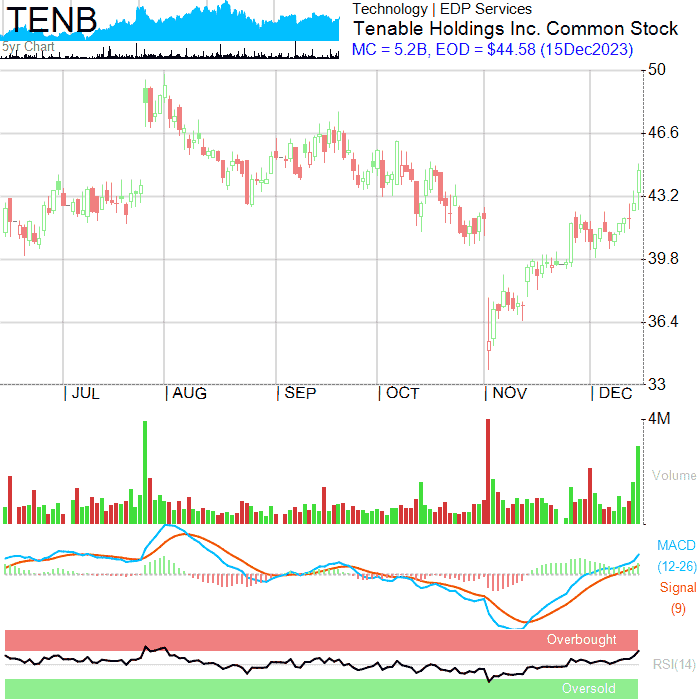 TENB
5yr Chart
Technology | EDP Services
Tenable Holdings Inc. Common Stock
MC = 5.2B, EOD = $44.58 (15Dec2023)
50
46.6
43.2
39.8
36.4
33
| JUL | AUG | SEP | OCT | NOV | DEC
4M
Volume
MACD
(12-26)
Signal
(9)
Overbought
RSI(14)
Oversold